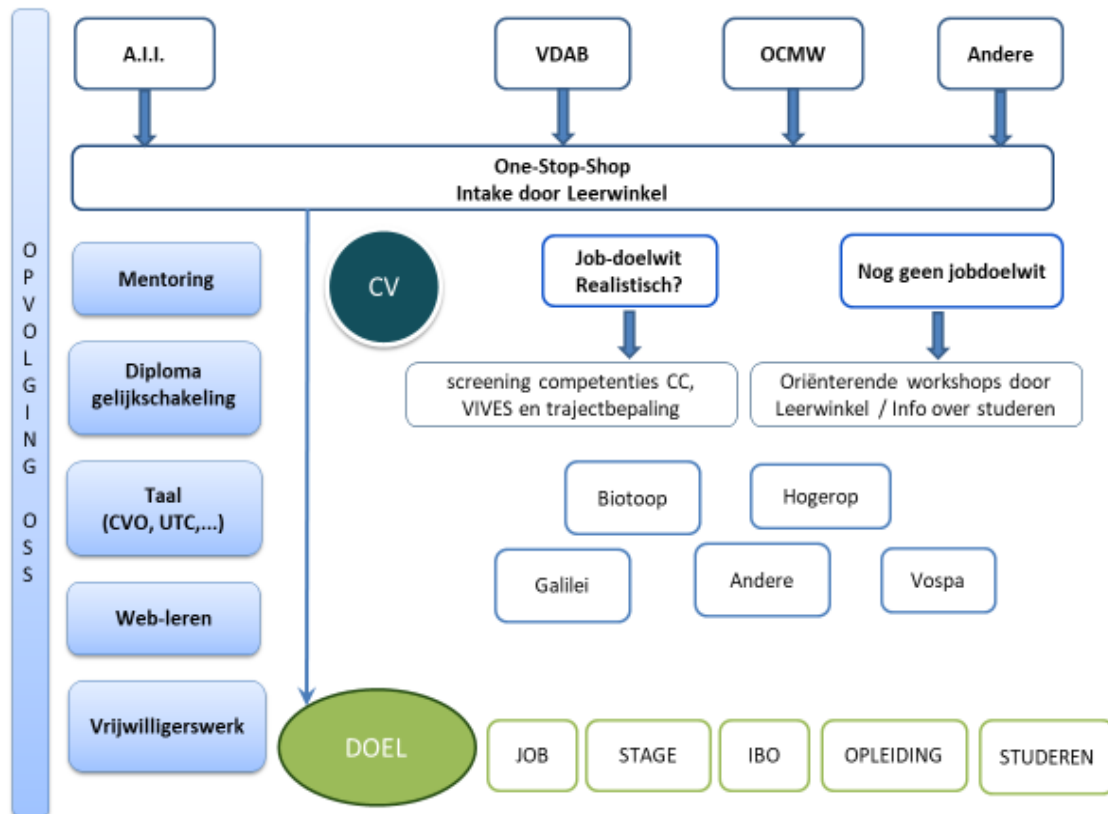 A.I.I.
VDAB
OCMW
Andere
One-Stop-Shop
Intake door Leerwinkel
OPVOLGING OSS
Mentoring
CV
Job-doelwit
Realistisch?
Nog geen jobdoelwit
Diploma
gelijkschakeling
screening competenties CC,
VIVES en trajectbepaling
Oriënterende workshops door
Leerwinkel / Info over studeren
Taal
(CVO, UTC,...)
Biotoop
Hogerop
Galilei
Andere
Vospa
Web-leren
Vrijwilligerswerk
DOEL
JOB
STAGE
IBO
OPLEIDING
STUDEREN